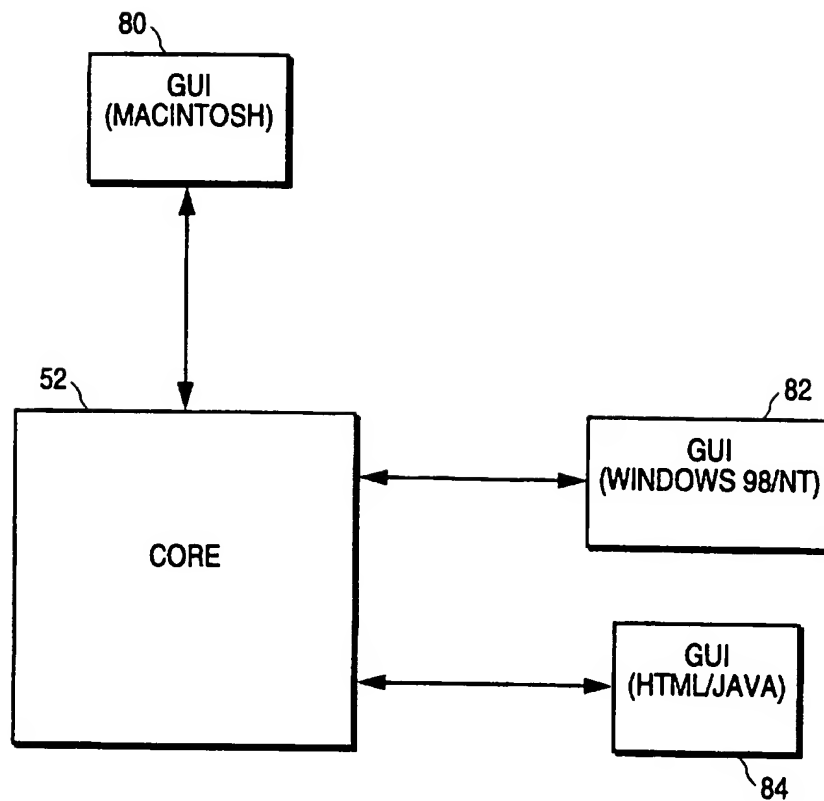 80
GUI
(MACINTOSH)
52
CORE
82
GUI
(WINDOWS 98/NT)
GUI
(HTML/JAVA)
84